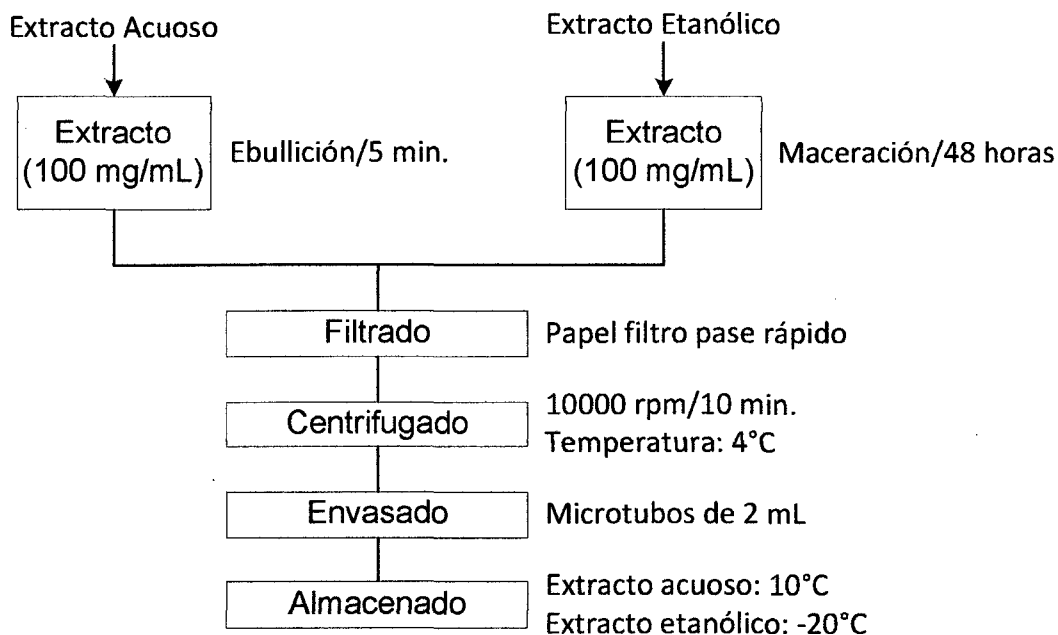 Extracto Acuoso
Extracto Etanólico
Extracto
(100 mg/mL)
Ebullición/5 min.
Extracto
(100 mg/mL)
Maceración/48 horas
Filtrado
Papel filtro pase rápido
Centrifugado
10000 rpm/10 min.
Temperatura: 4°C
Envasado
Microtubos de 2 mL
Almacenado
Extracto acuoso: 10°C
Extracto etanólico: -20°C